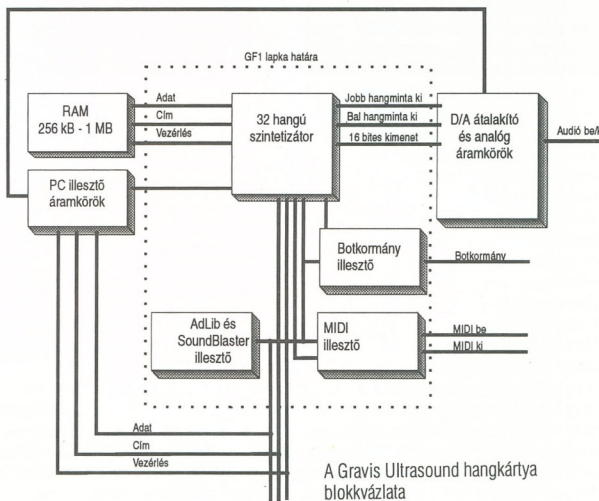 GF1 lapka határa
RAM
256 kB - 1 MB
Adat
Cím
Vezérlés
32 hangú
szintetizátor
Jobb hangminta ki
Bal hangminta ki
16 bites kimenet
D/A átalakító
és analóg
áramkörök
Audió be/k
PC illesztő
áramkörök
Botkormány
illesztő
Botkormány
AdLib és
SoundBlaster
illesztő
MIDI
illesztő
MIDI be
MIDI ki
Adat
Cím
Vezérlés
A Gravis Ultrasound hangkártya
blokkvázlata